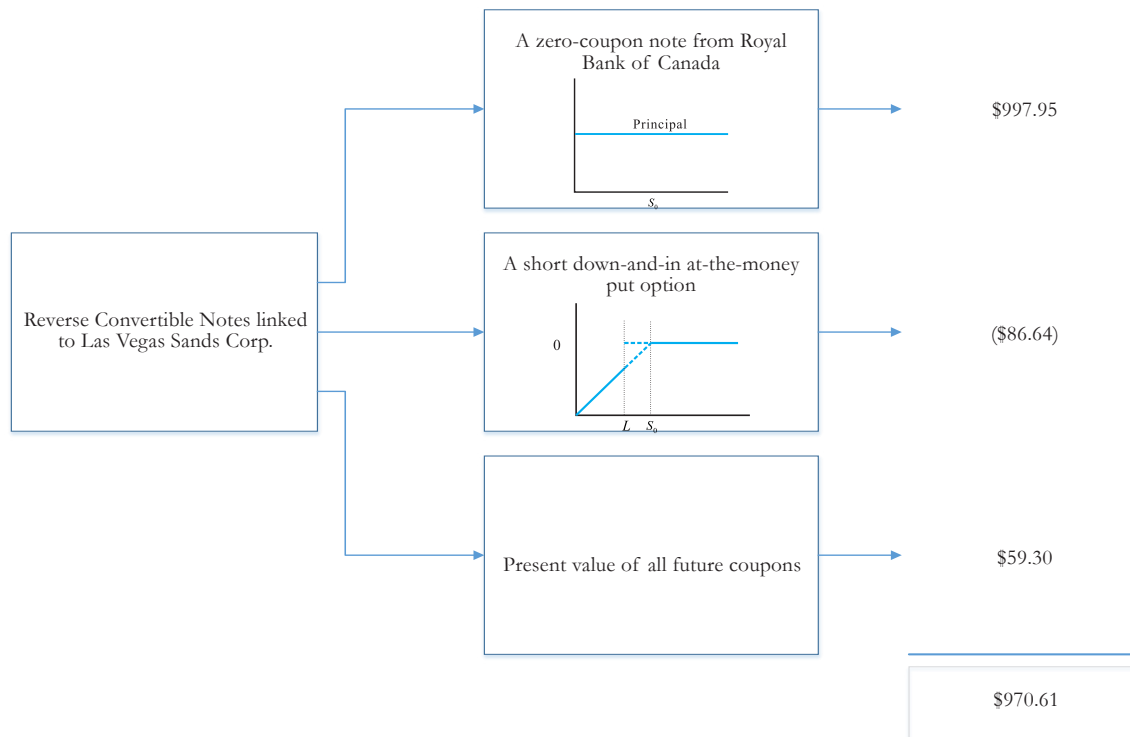 A zero-coupon note from Royal
Bank of Canada
Principal
S₀
$997.95
Reverse Convertible Notes linked
to Las Vegas Sands Corp.
A short down-and-in at-the-money
put option
0
L S₀
($86.64)
Present value of all future coupons
$59.30
$970.61